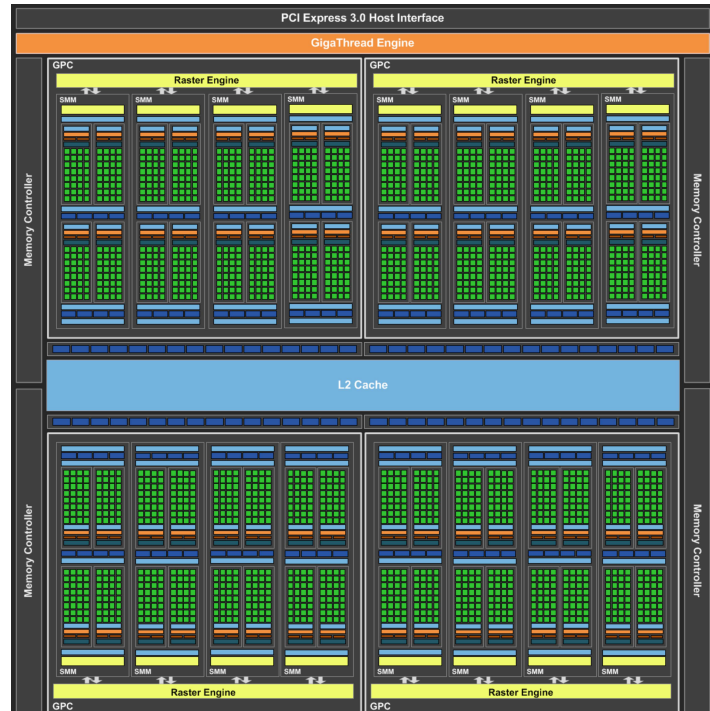 PCI Express 3.0 Host Interface
GigaThread Engine
GPC
GPC
Raster Engine
Raster Engine
SMM
SMM
SMM
SMM
SMM
SMM
SMM
SMM
Memory Controller
Memory Controller
L2 Cache
Memory Controller
Memory Controller
SMM
SMM
SMM
SMM
SMM
SMM
SMM
SMM
Raster Engine
Raster Engine
GPC
GPC